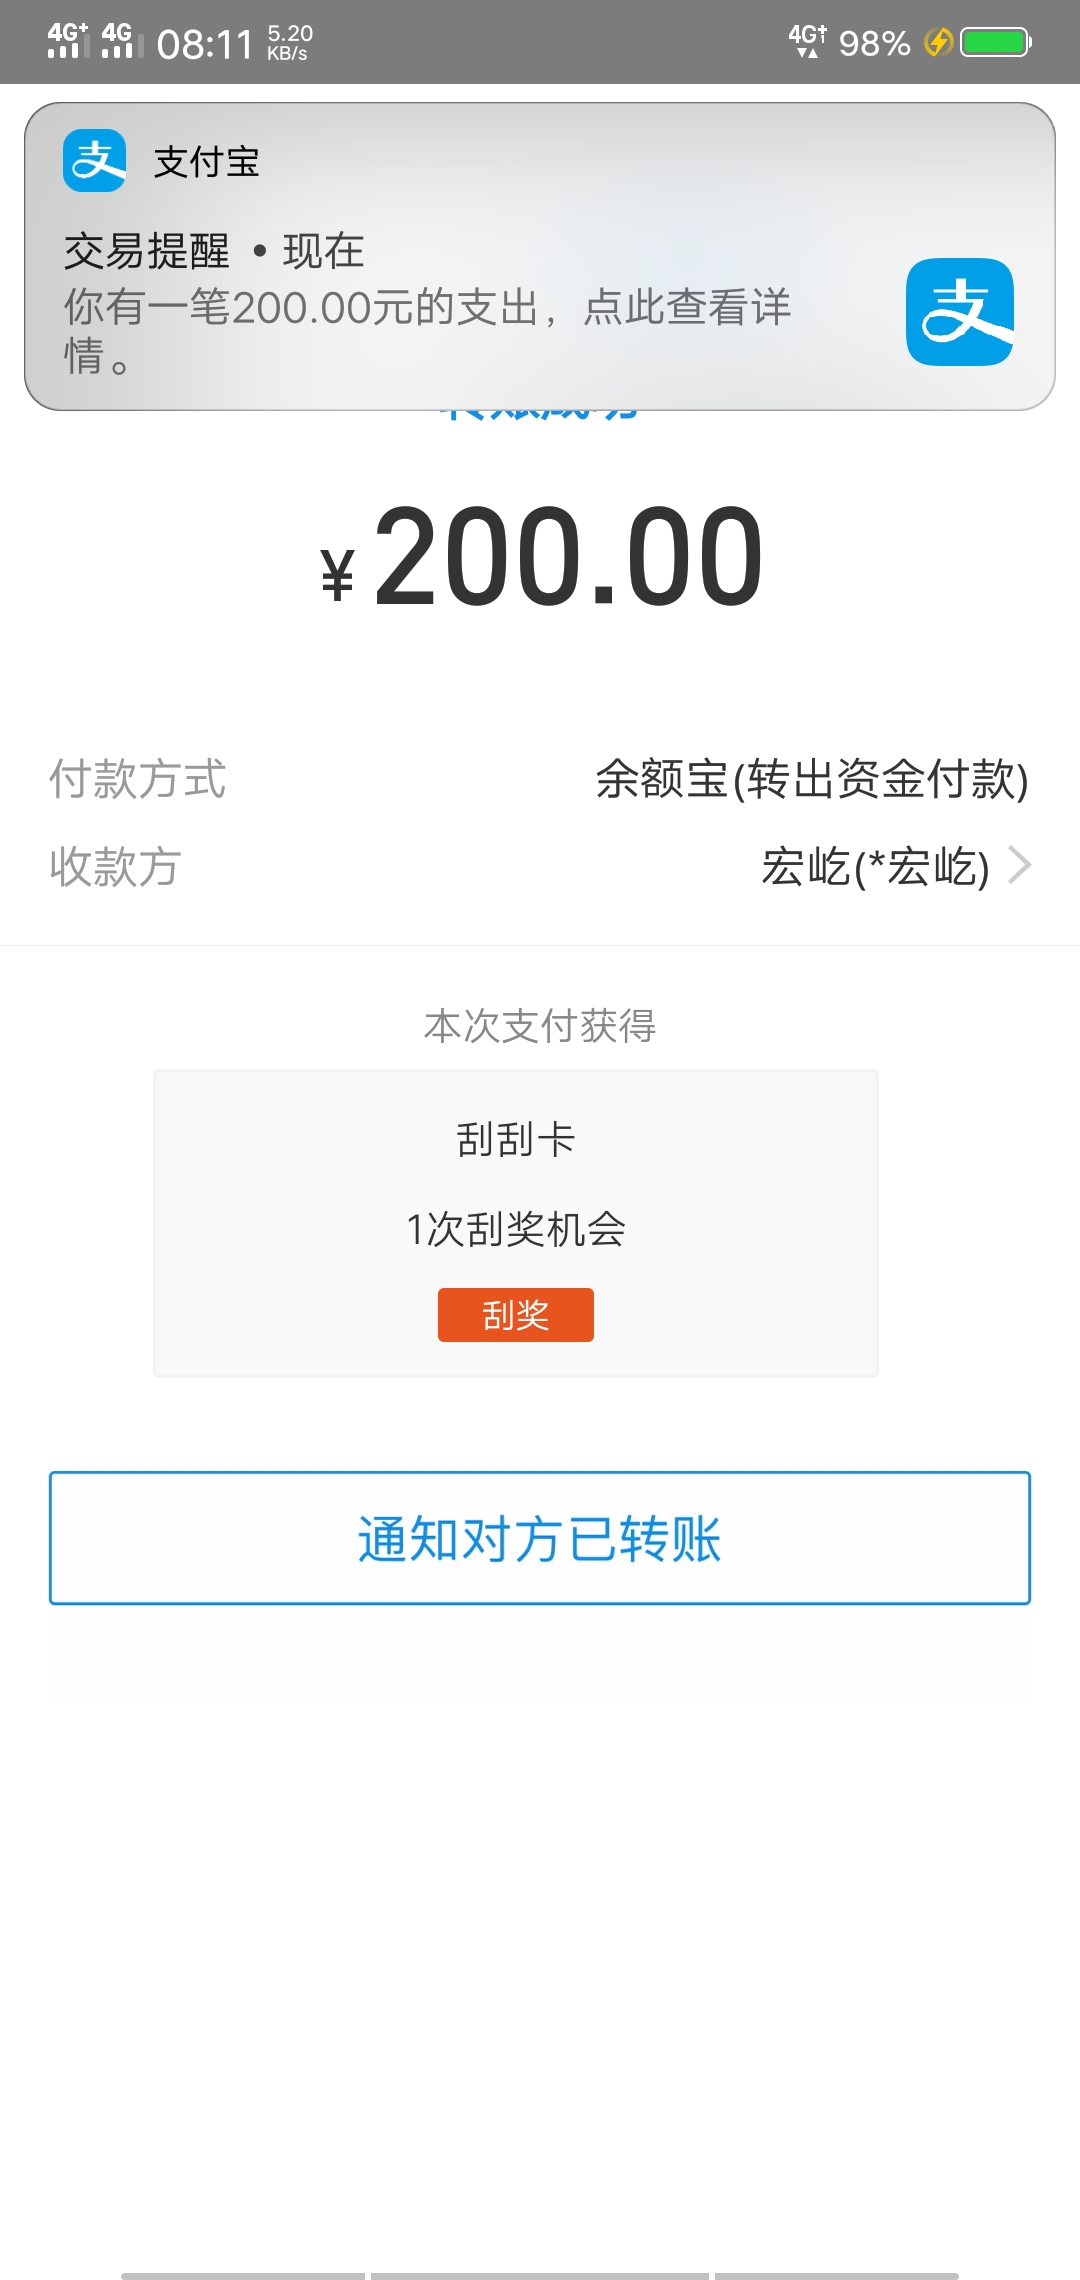 4G+ 4G 08:11 5.20 KB/s 4G+ 98%
支付宝
交易提醒 • 现在
你有一笔200.00元的支出，点此查看详
情。
¥200.00
付款方式 余额宝(转出资金付款)
收款方 宏屹(*宏屹)
本次支付获得
刮刮卡
1次刮奖机会
刮奖
通知对方已转账